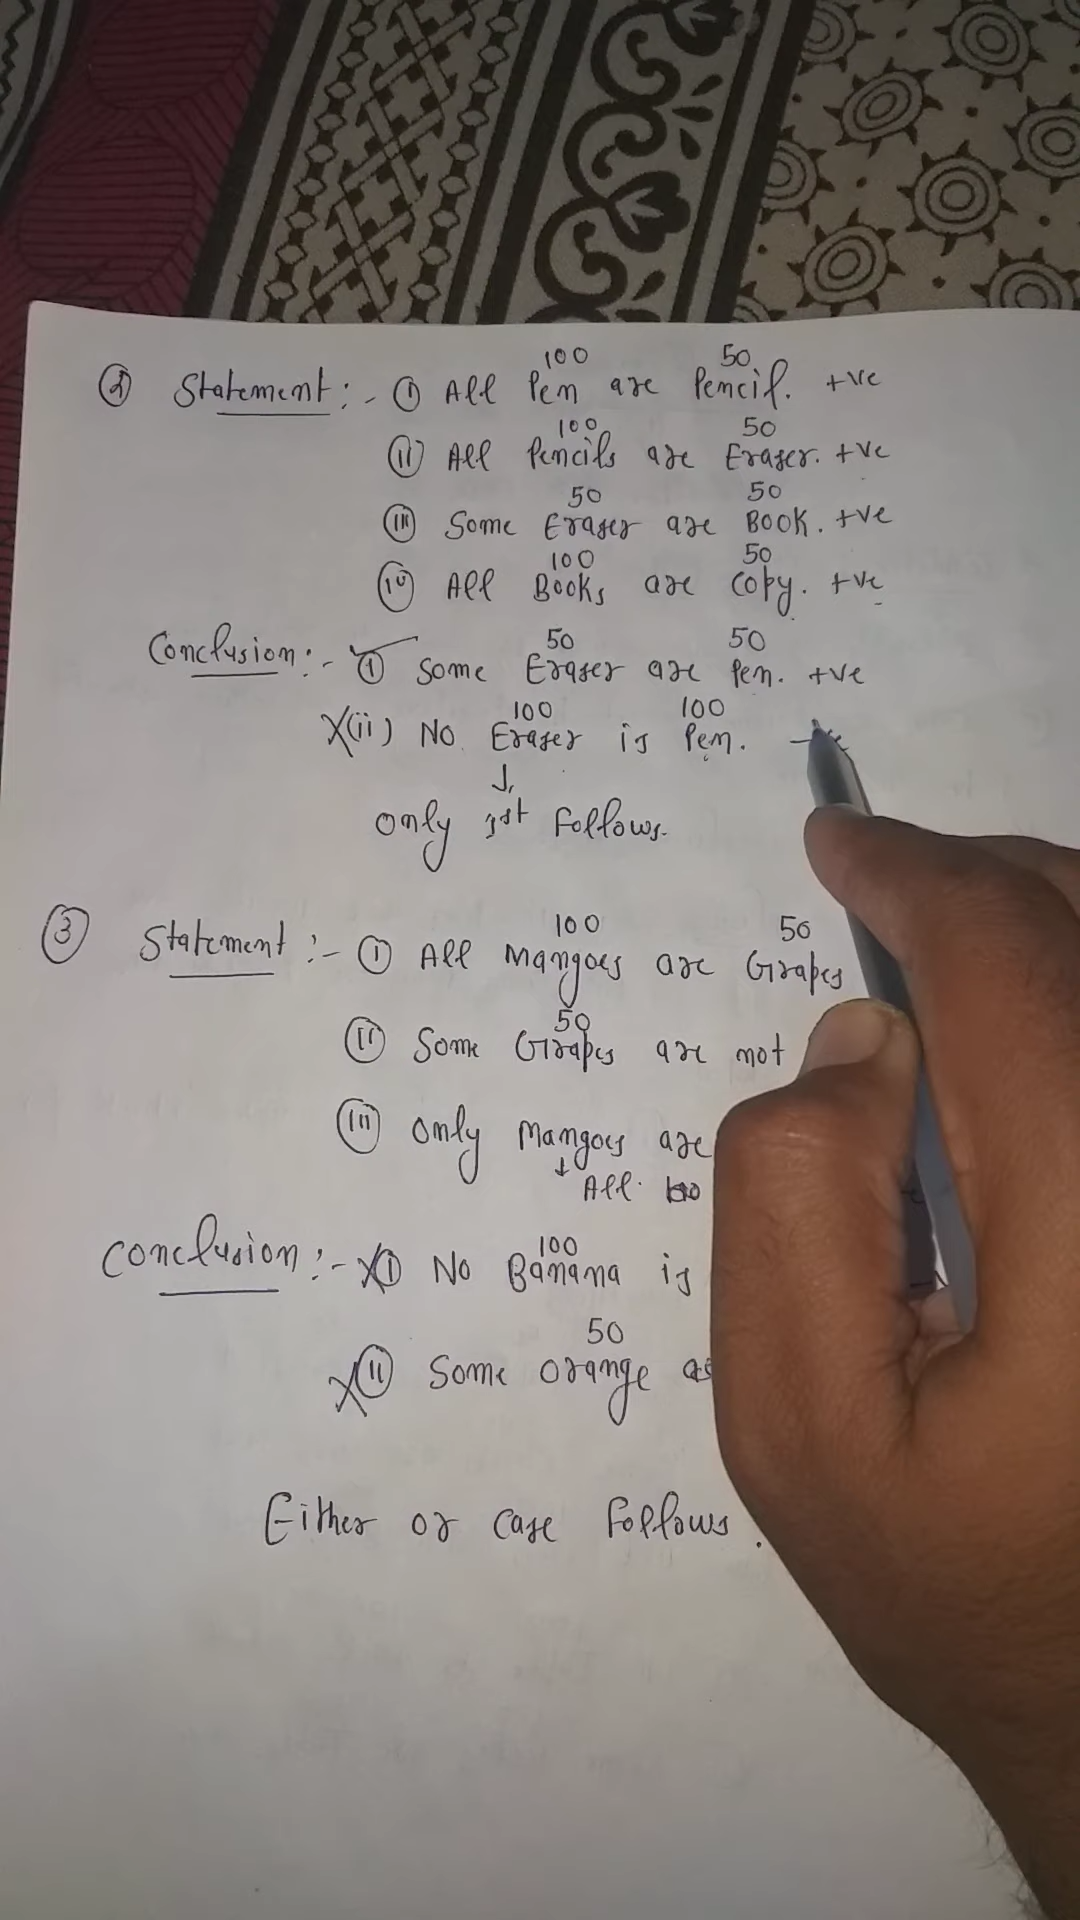 100 50
② Statement :- ① All Pen are Pencil. +ve
100 50
(ii) All Pencils are Eraser. +ve
50 50
(iii) Some Eraser are Book. +ve
100 50
(iv) All Books are Copy. +ve
50 50
Conclusion :- ① Some Eraser are Pen. +ve
100 100
X(ii) No Eraser is Pen.
↓
Only 1st Follows.
100 50
③ Statement :- ① All Mangoes are Grapes
50
(ii) Some Grapes are not
(iii) Only Mangoes are
↓
All.
100
Conclusion :- X① No Banana is
50
X(ii) Some Orange
Either or Case Follows.